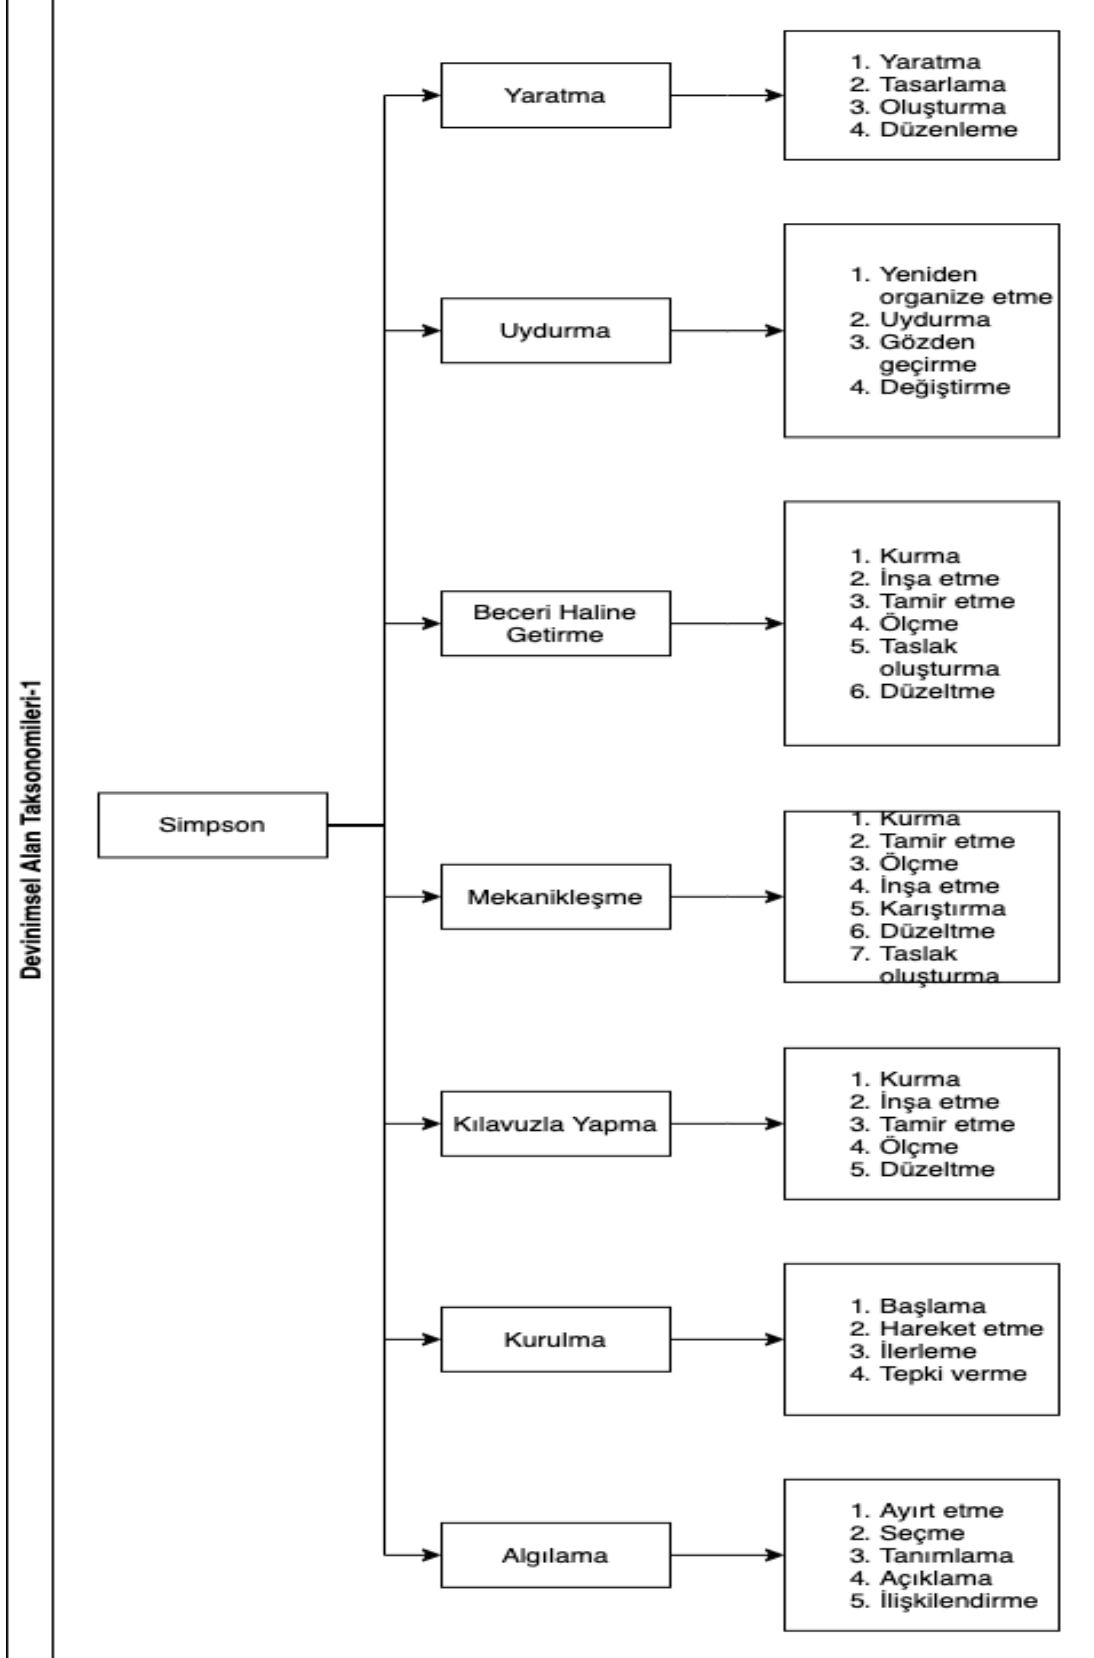 Devinimsel Alan Taksonomileri-1
Simpson
Yaratma
1. Yaratma
2. Tasarlama
3. Oluşturma
4. Düzenleme
Uydurma
1. Yeniden
organize etme
2. Uydurma
3. Gözden
geçirme
4. Değiştirme
Beceri Haline
Getirme
1. Kurma
2. İnşa etme
3. Tamir etme
4. Ölçme
5. Taslak
oluşturma
6. Düzeltme
Mekanikleşme
1. Kurma
2. Tamir etme
3. Ölçme
4. İnşa etme
5. Karıştırma
6. Düzeltme
7. Taslak
oluşturma
Kılavuzla Yapma
1. Kurma
2. İnşa etme
3. Tamir etme
4. Ölçme
5. Düzeltme
Kurulma
1. Başlama
2. Hareket etme
3. İlerleme
4. Tepki verme
Algılama
1. Ayırt etme
2. Seçme
3. Tanımlama
4. Açıklama
5. İlişkilendirme